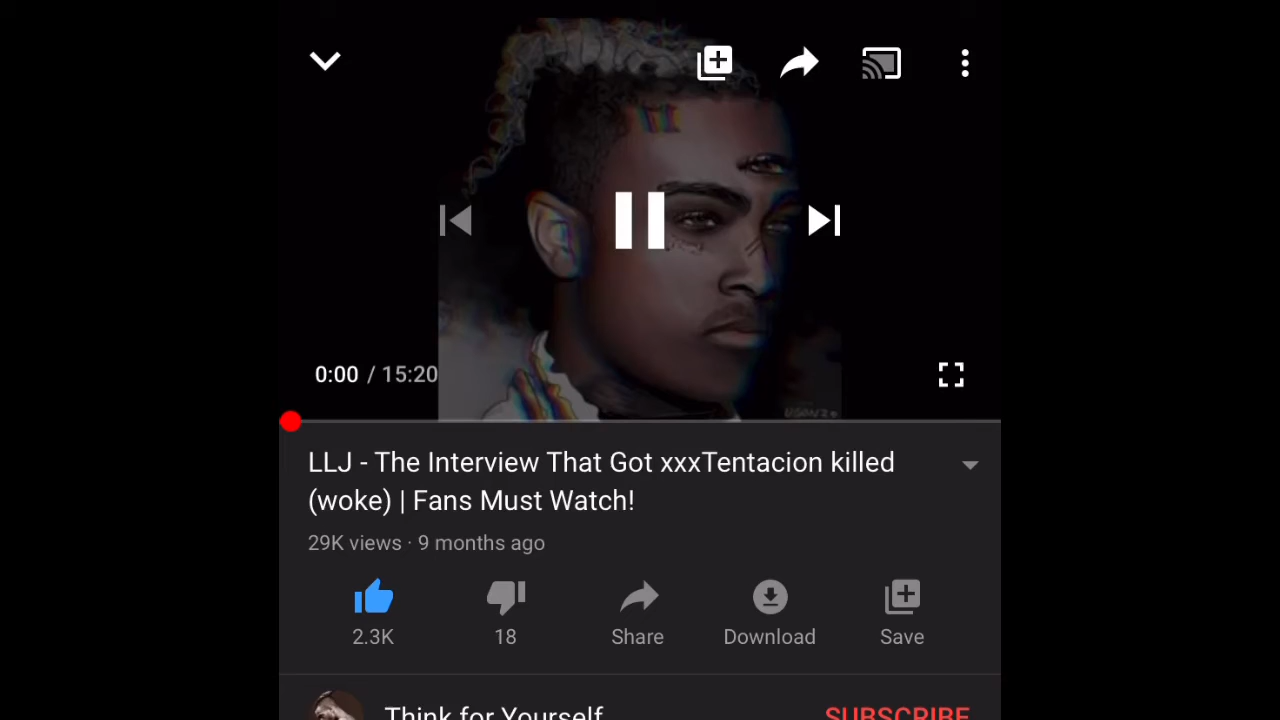 0:00 / 15:20
LLJ - The Interview That Got xxxTentacion killed
(woke) | Fans Must Watch!
29K views · 9 months ago
2.3K 18 Share Download Save
Think for Yourself SUBSCRIBE